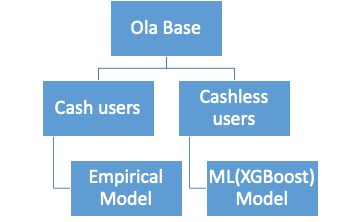 Ola Base
Cash users
Cashless
users
Empirical
Model
ML(XGBoost)
Model